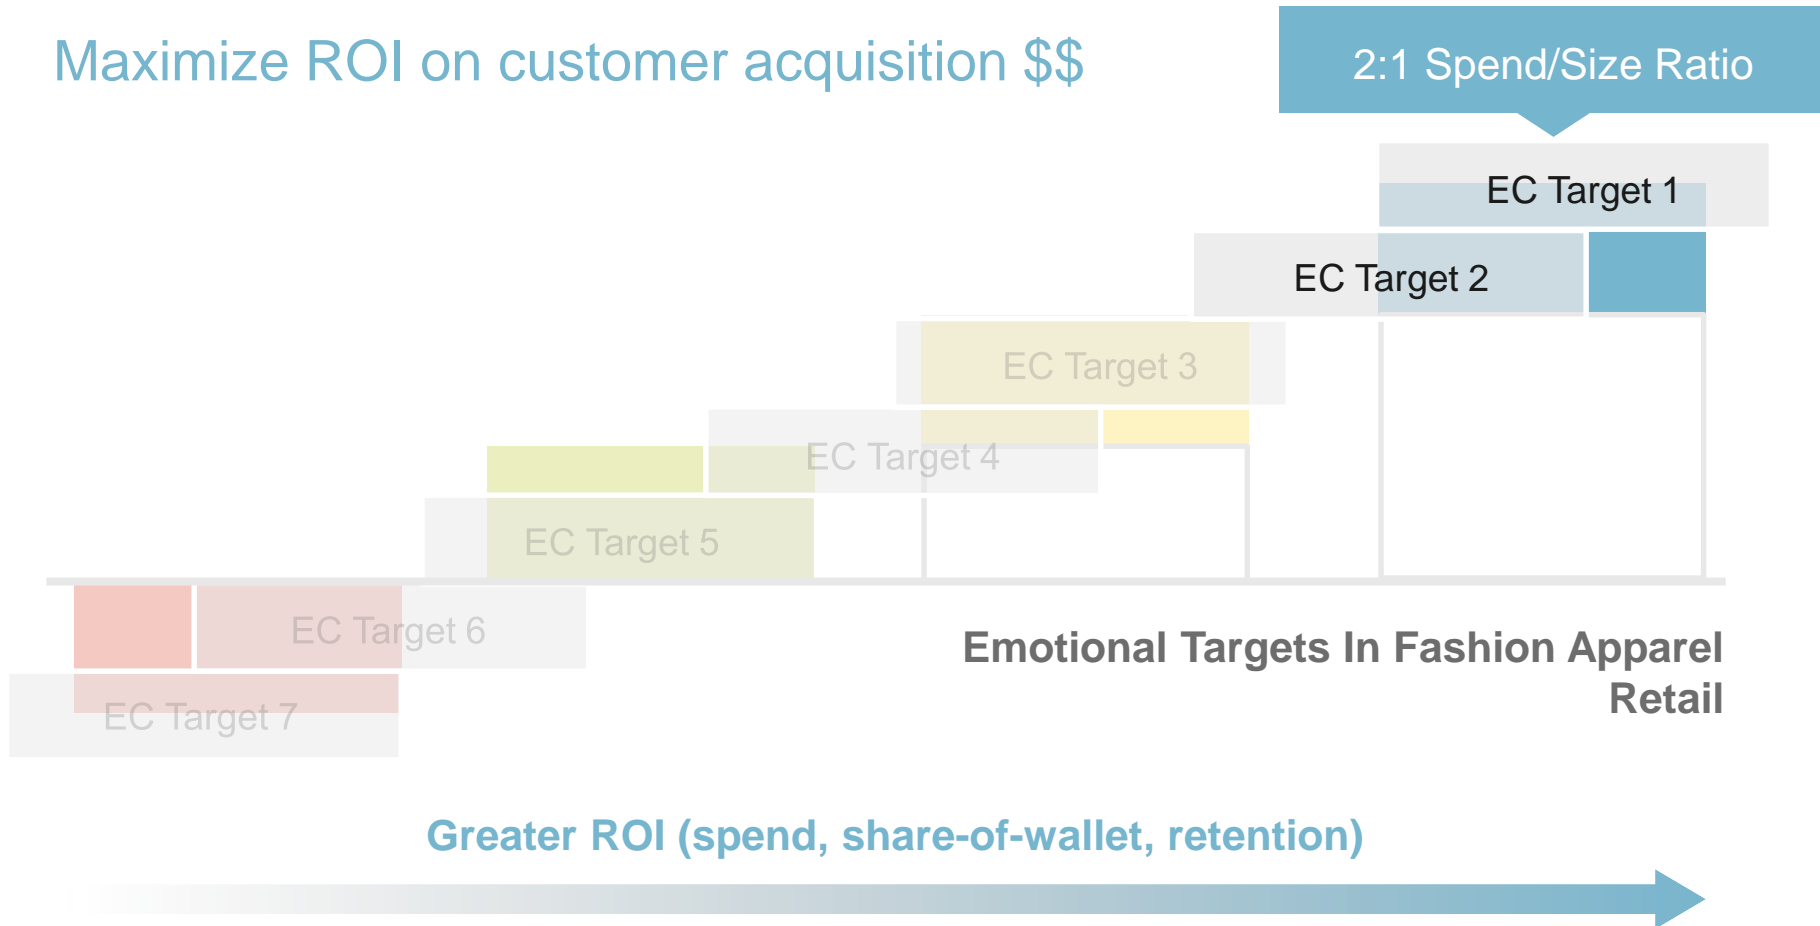 Maximize ROI on customer acquisition $$
2:1 Spend/Size Ratio
EC Target 1
EC Target 2
EC Target 3
EC Target 4
EC Target 5
EC Target 6
EC Target 7
Emotional Targets In Fashion Apparel
Retail
Greater ROI (spend, share-of-wallet, retention)